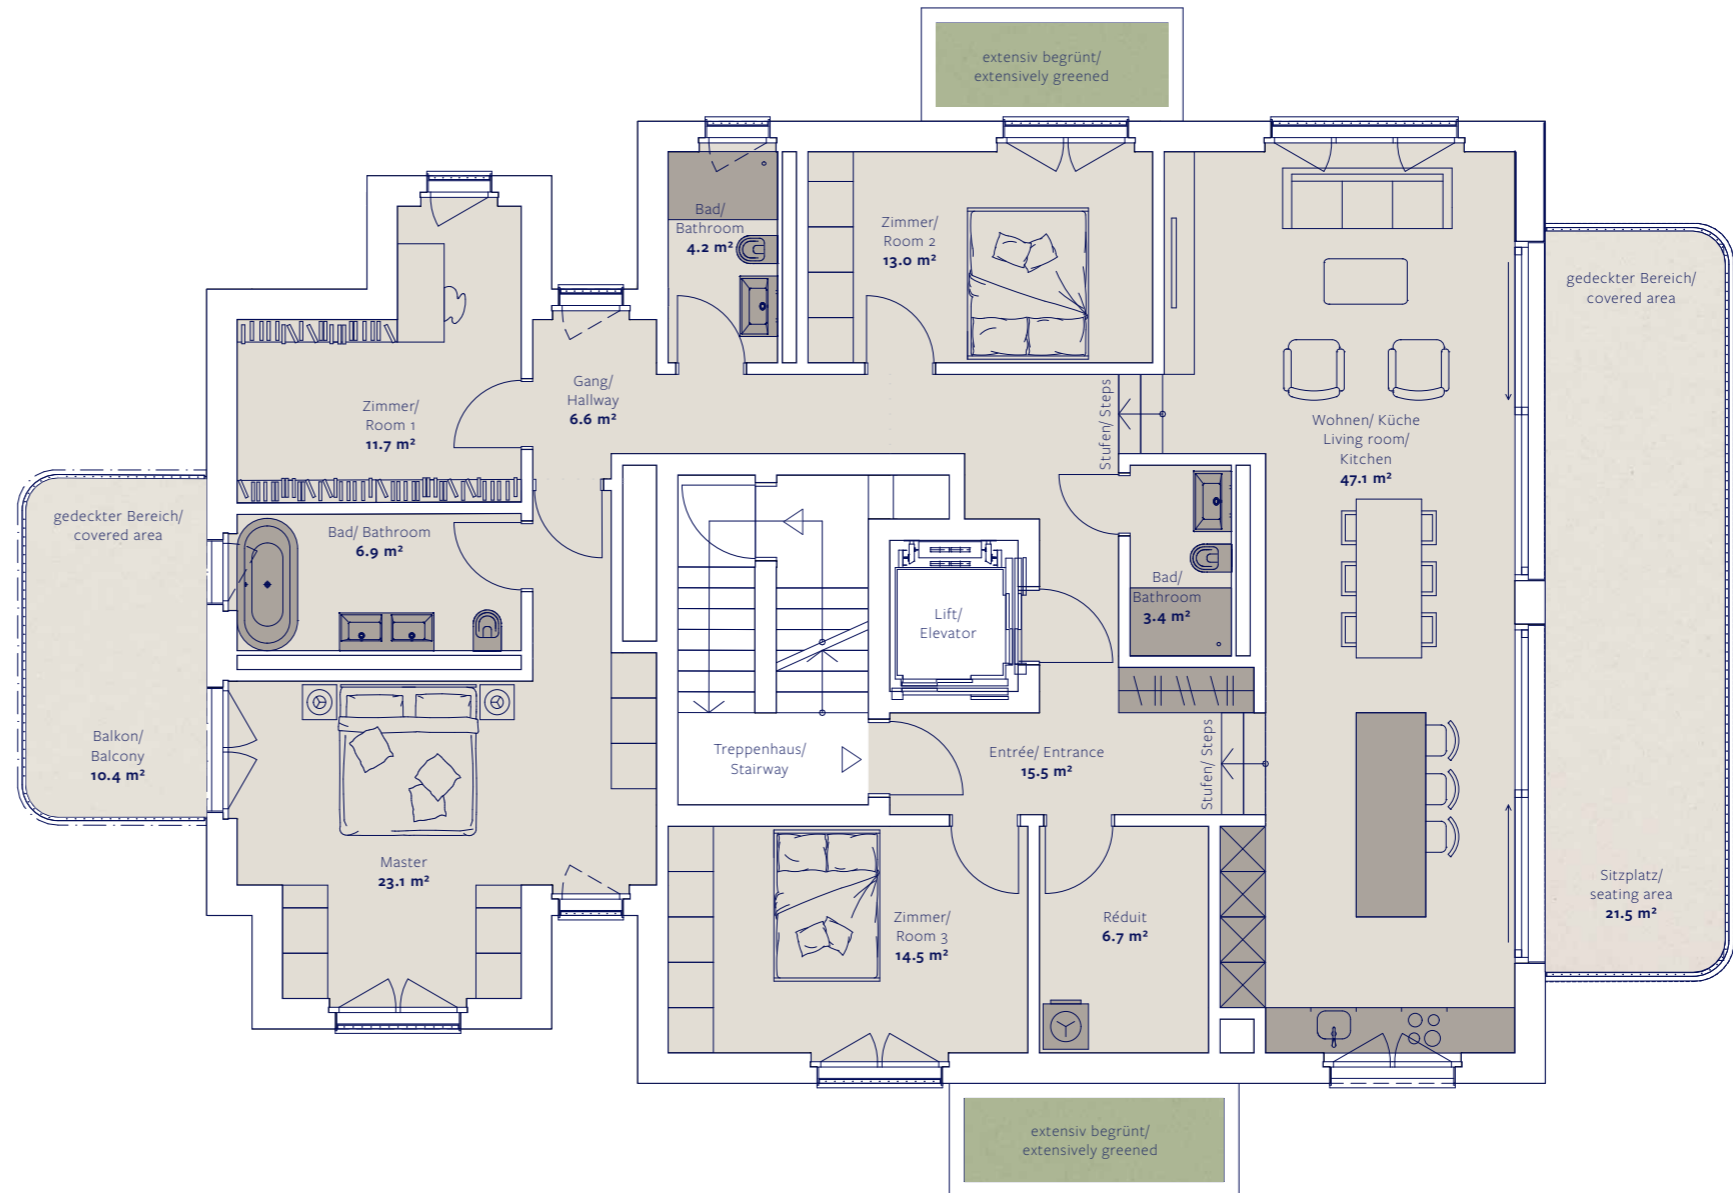 extensiv begrünt/
extensively greened
Bad/
Bathroom
4.2 m²
Zimmer/
Room 2
13.0 m²
gedeckter Bereich/
covered area
Gang/
Hallway
6.6 m²
Zimmer/
Room 1
11.7 m²
Stufen/ Steps
Wohnen/ Küche
Living room/
Kitchen
47.1 m²
gedeckter Bereich/
covered area
Bad/ Bathroom
6.9 m²
Bad/
Bathroom
3.4 m²
Lift/
Elevator
Balkon/
Balcony
10.4 m²
Treppenhaus/
Stairway
Entrée/ Entrance
15.5 m²
Stufen/ Steps
Master
23.1 m²
Zimmer/
Room 3
14.5 m²
Réduit
6.7 m²
Sitzplatz/
seating area
21.5 m²
extensiv begrünt/
extensively greened